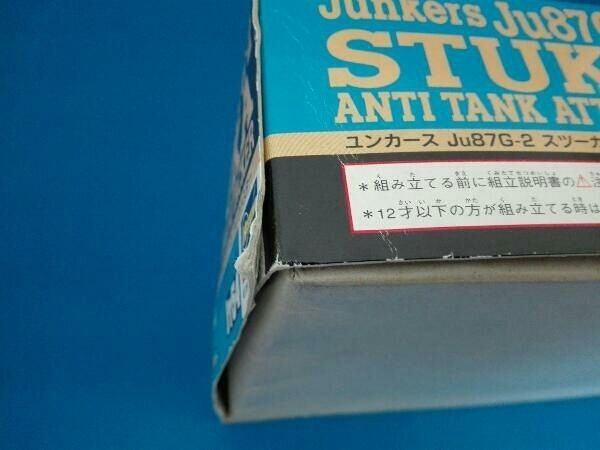 Junkers Ju87G
STUK
ANTI TANK ATT
ユンカース Ju87G-2 スツーカ
*組み立てる前に組立説明書の⚠注
*12才以下の方が組み立てる時は